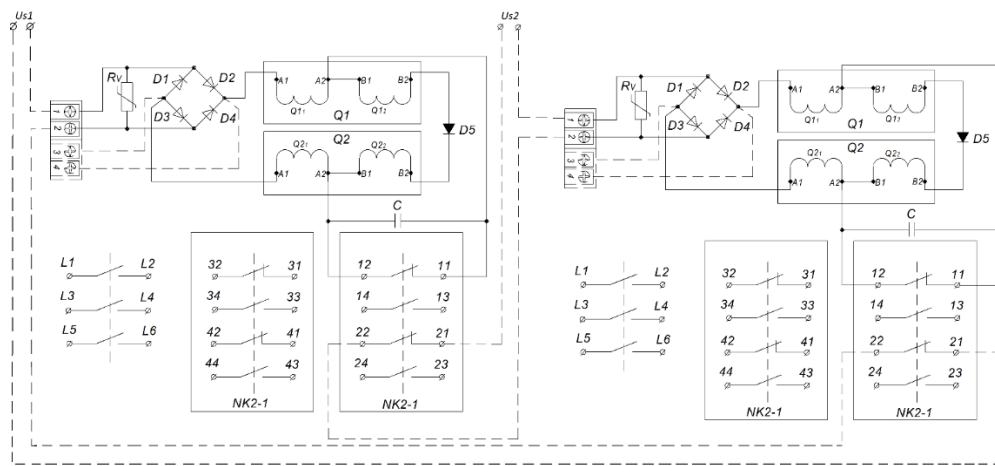 Us1 Us2
Rv D1 D2 D3 D4
1
2
3
4
A1 A2 B1 B2
Q1₁ Q1₂
Q1
Q2
Q2₁ Q2₂
A1 A2 B1 B2
D5
C
L1 L2
L3 L4
L5 L6
32 31
34 33
42 41
44 43
NK2-1
12 11
14 13
22 21
24 23
NK2-1
Rv D1 D2 D3 D4
1
2
3
4
A1 A2 B1 B2
Q1₁ Q1₂
Q1
Q2
Q2₁ Q2₂
A1 A2 B1 B2
D5
C
L1 L2
L3 L4
L5 L6
32 31
34 33
42 41
44 43
NK2-1
12 11
14 13
22 21
24 23
NK2-1